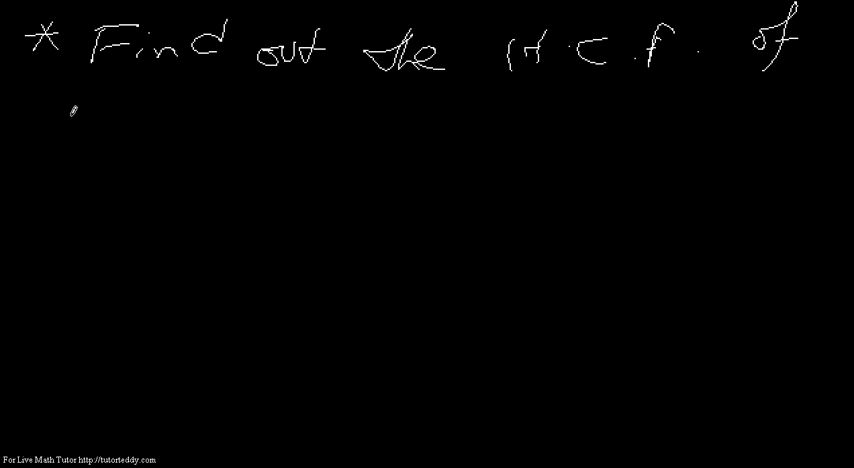 * Find out the H.C.F. of
For Live Math Tutor http://tutorteddy.com